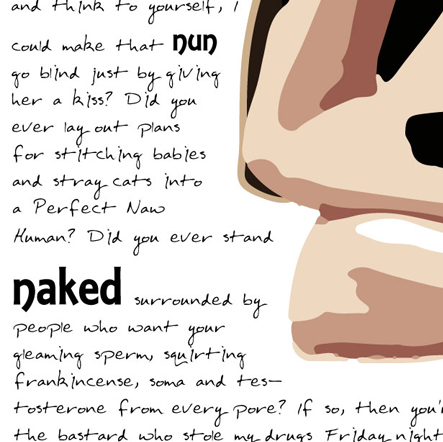 and think to yourself, I
could make that nun
go blind just by giving
her a kiss? Did you
ever lay out plans
for stitching babies
and stray cats into
a Perfect Naw
Human? Did you ever stand
naked surrounded by
people who want your
gleaming sperm, squirting
frankincense, soma and tes-
tosterone from every pore? If so, then you'
the bastard who stole my drugs Friday night